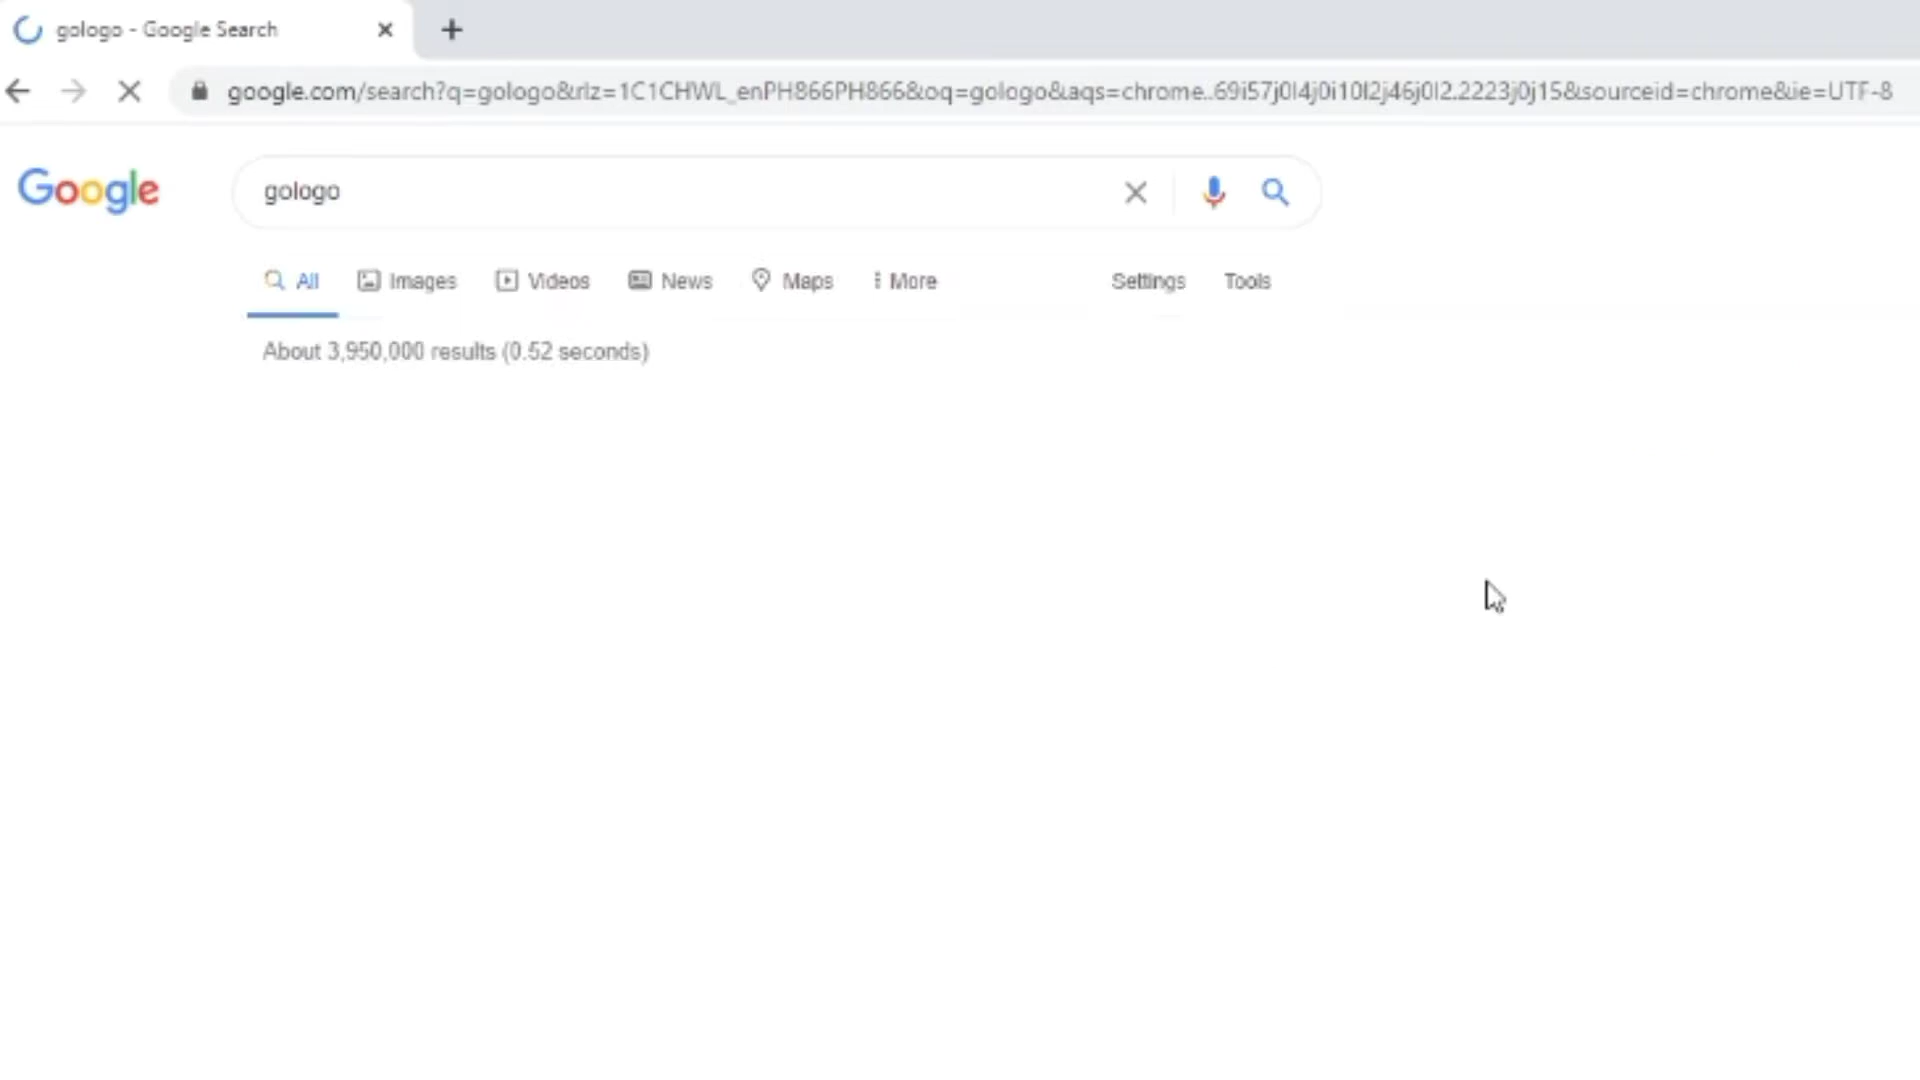 gologo - Google Search
google.com/search?q=gologo&rlz=1C1CHWL_enPH866PH866&oq=gologo&aqs=chrome..69i57j0l4j0i10l2j46j0l2.2223j0j15&sourceid=chrome&ie=UTF-8
Google gologo
All Images Videos News Maps More Settings Tools
About 3,950,000 results (0.52 seconds)